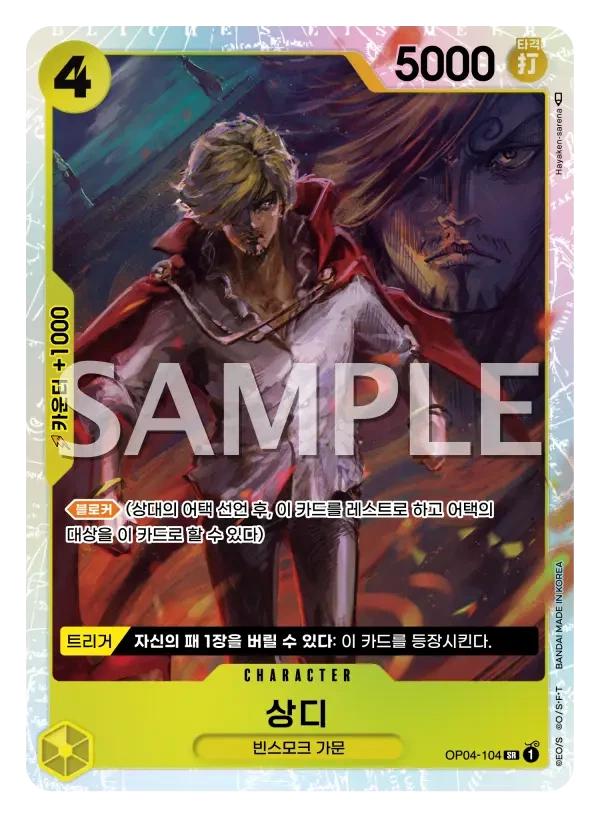 4
5000
타격
打
Hayaken-sarena
카운터 +1000
SAMPLE
블로커 (상대의 어택 선언 후, 이 카드를 레스트로 하고 어택의
대상을 이 카드로 할 수 있다)
트리거 자신의 패 1장을 버릴 수 있다: 이 카드를 등장시킨다.
CHARACTER
상디
빈스모크 가문
OP04-104 SR 1
©E.O/S ©O/S·F·T BANDAI MADE IN KOREA